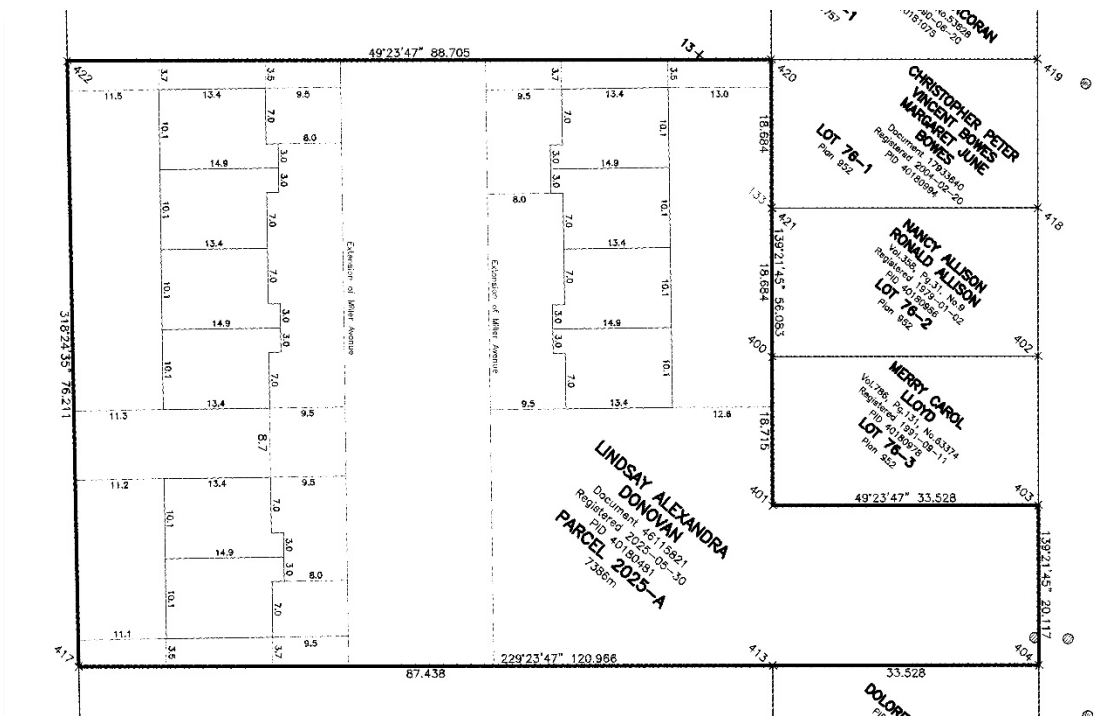 -1
757
CORAN
No.53628
90-06-20
0181075
49°23'47" 88.705
13
422
420
419
3.7
3.5
3.7
3.5
11.5
13.4
9.5
9.5
13.4
13.0
10.1
7.0
8.0
7.0
10.1
18.684
CHRISTOPHER PETER
VINCENT BOWES
MARGARET JUNE
BOWES
Document 17933640
Registered 2004-02-20
PID 40180994
LOT 76-1
Plan 952
14.9
3.0
3.0
3.0
3.0
14.9
8.0
133
421
418
10.1
7.0
7.0
10.1
13.4
13.4
Extension of Miller Avenue
Extension of Miller Avenue
139°21'45" 56.083
18.684
NANCY ALLISON
RONALD ALLISON
Vol.358, Pg.31, No.9
Registered 1979-01-02
PID 40180986
LOT 76-2
Plan 952
10.1
7.0
7.0
10.1
318°24'35" 76.211
14.9
3.0
3.0
3.0
3.0
14.9
400
402
10.1
7.0
7.0
10.1
11.3
13.4
9.5
9.5
13.4
12.8
18.715
MERRY CAROL
LLOYD
Vol.786, Pg.131, No.63374
Registered 1991-09-11
PID 40180978
LOT 76-3
Plan 952
8.7
11.2
13.4
9.5
401
49°23'47" 33.528
403
10.1
7.0
LINDSAY ALEXANDRA
DONOVAN
Document 46115821
Registered 2025-05-30
PID 40180481
PARCEL 2025-A
7386m
14.9
3.0
3.0
8.0
139°21'45" 20.117
10.1
7.0
11.1
9.5
417
3.5
3.7
229°23'47" 120.966
413
404
87.438
33.528
DOLOR